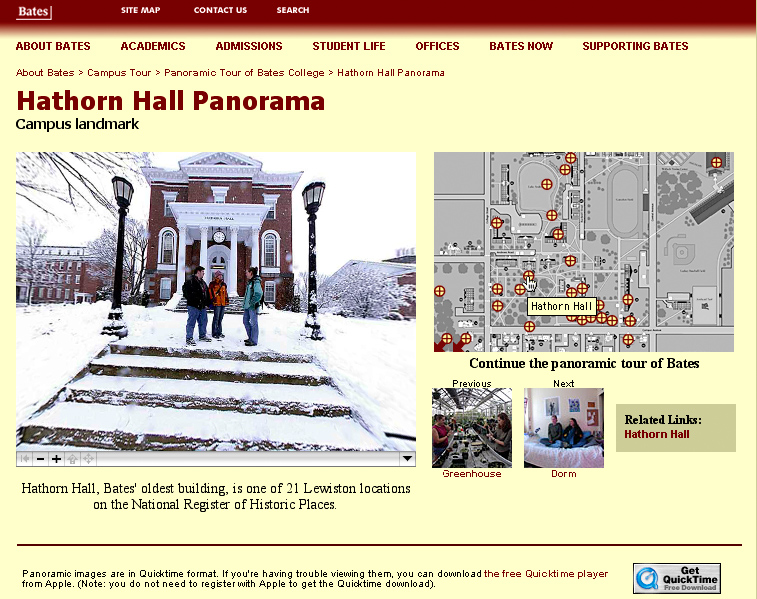 Bates
SITE MAP CONTACT US SEARCH
ABOUT BATES ACADEMICS ADMISSIONS STUDENT LIFE OFFICES BATES NOW SUPPORTING BATES
About Bates > Campus Tour > Panoramic Tour of Bates College > Hathorn Hall Panorama
Hathorn Hall Panorama
Campus landmark
HATHORN HALL
Hathorn Hall
Continue the panoramic tour of Bates
Previous Next
Related Links:
Hathorn Hall
Greenhouse Dorm
Hathorn Hall, Bates' oldest building, is one of 21 Lewiston locations
on the National Register of Historic Places.
Panoramic images are in Quicktime format. If you're having trouble viewing them, you can download the free Quicktime player
from Apple. (Note: you do not need to register with Apple to get the Quicktime download).
Get
QuickTime
Free Download